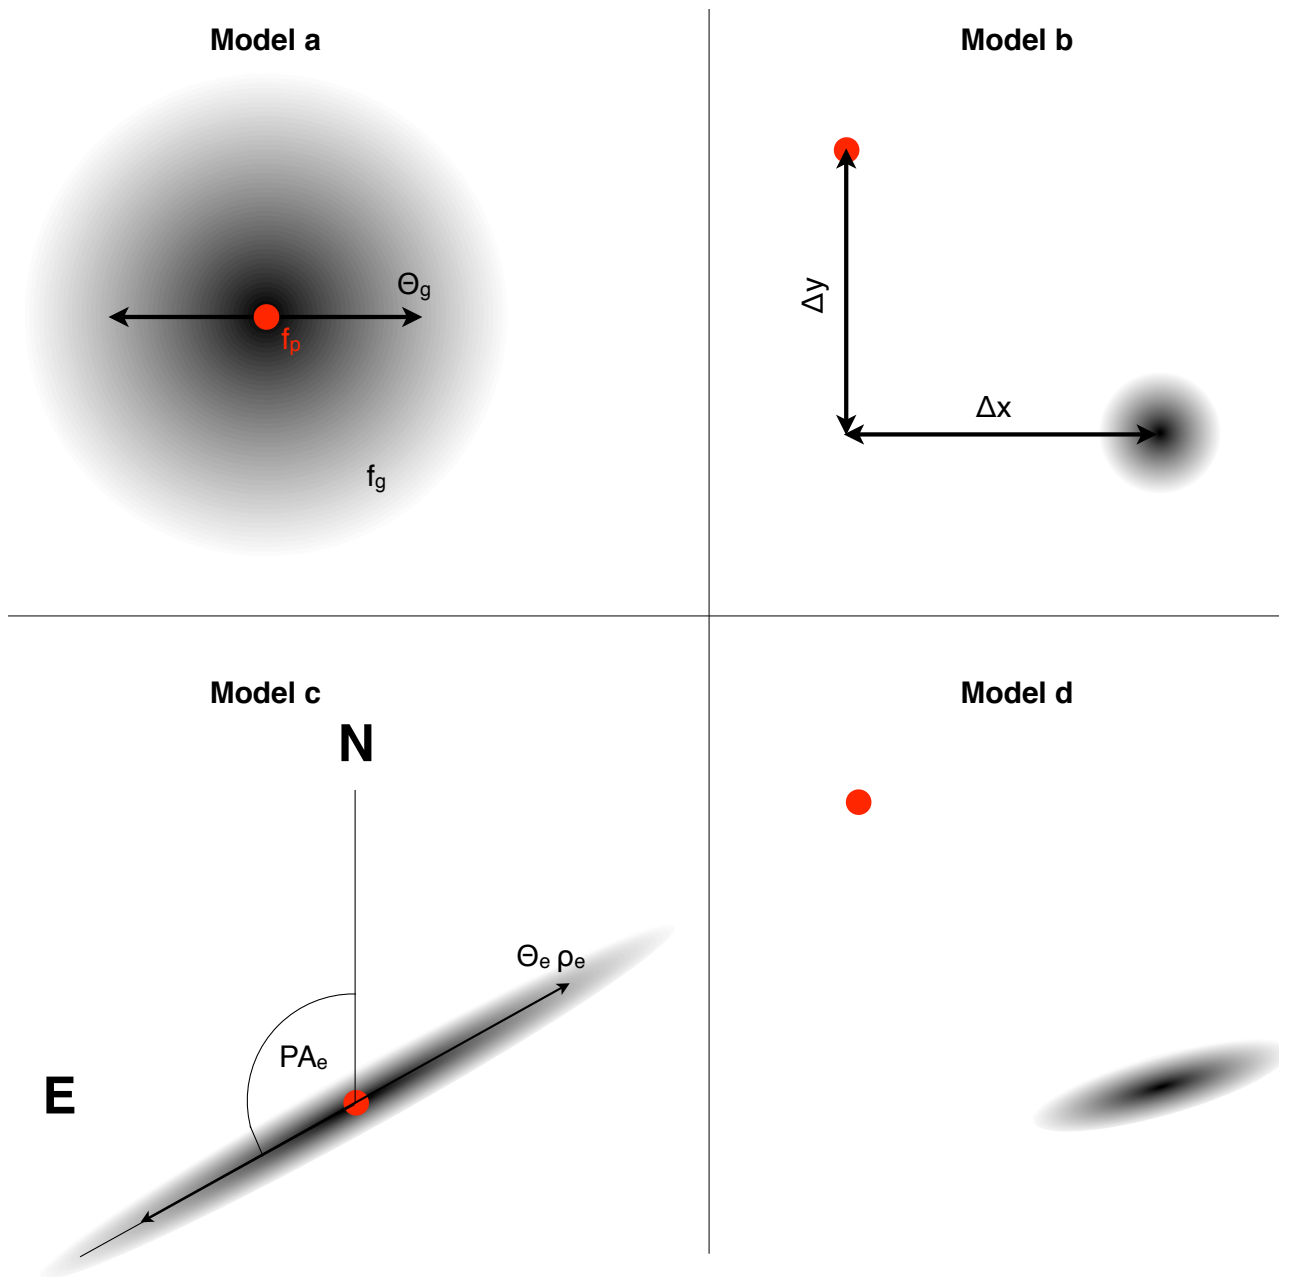 Model a
Θg
fp
fg
Model b
Δy
Δx
Model c
N
Θe ρe
PAe
E
Model d